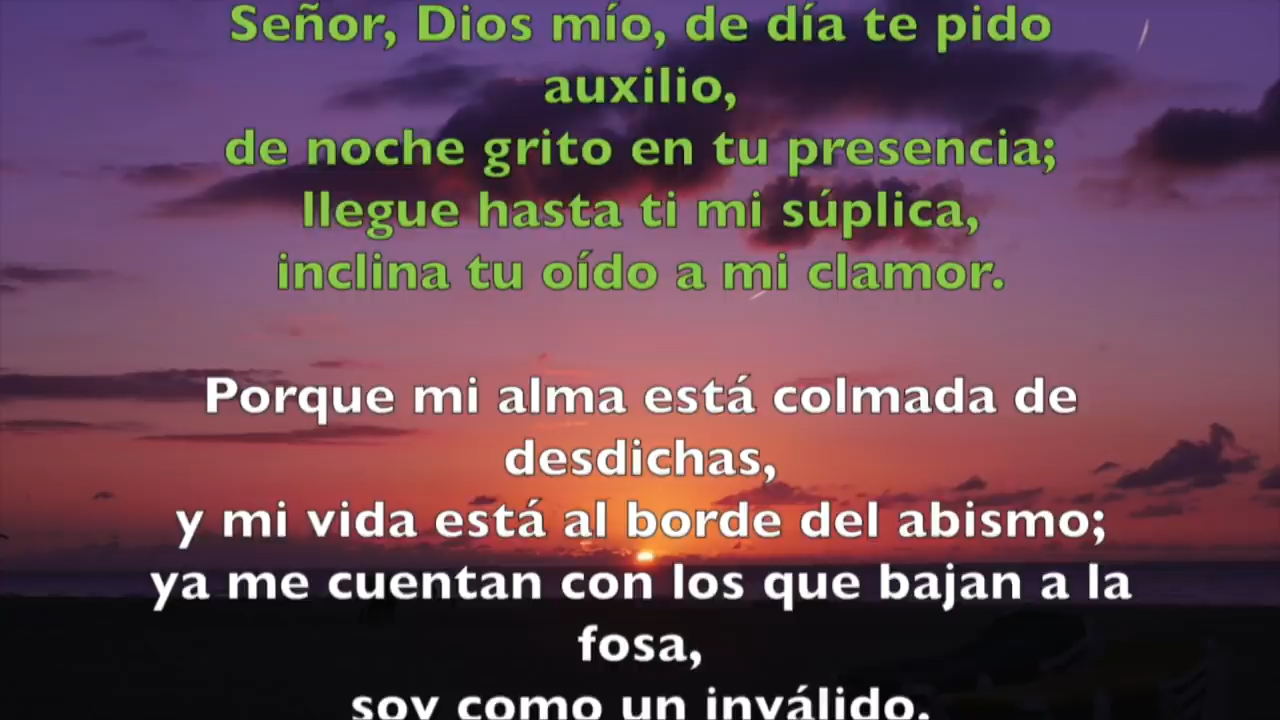 Señor, Dios mío, de día te pido
auxilio,
de noche grito en tu presencia;
llegue hasta ti mi súplica,
inclina tu oído a mi clamor.
Porque mi alma está colmada de
desdichas,
y mi vida está al borde del abismo;
ya me cuentan con los que bajan a la
fosa,
soy como un inválido.